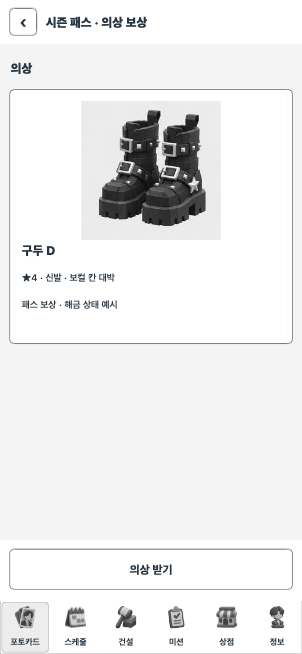 시즌 패스 · 의상 보상
의상
구두 D
★4 · 신발 · 보컬 칸 대박
패스 보상 · 해금 상태 예시
의상 받기
포토카드
스케줄
건설
미션
상점
정보